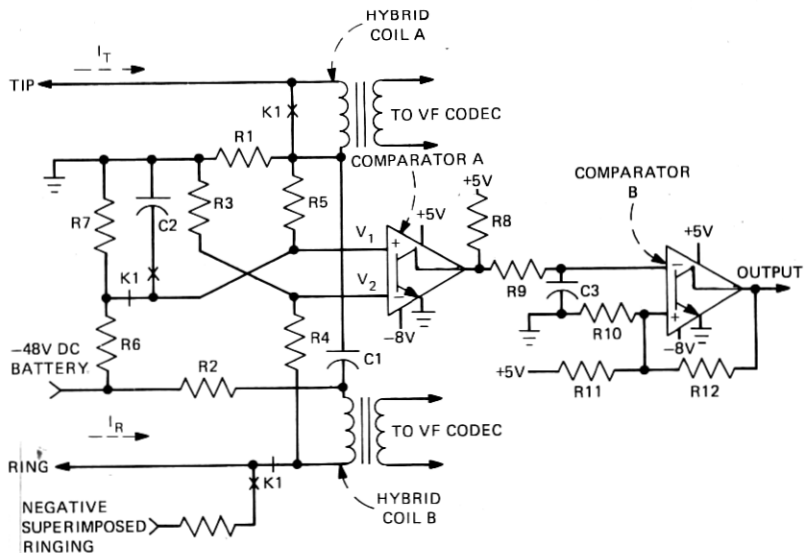 HYBRID
COIL A
I_T
TIP
K1
TO VF CODEC
R1
COMPARATOR A
COMPARATOR
B
+5V
R7
C2
R3
R5
+5V
R8
+5V
V1
+
R9
C3
−
OUTPUT
K1
V2
−
+
−8V
R10
−8V
R6
R4
−48V DC
BATTERY
R2
C1
+5V
R11
R12
I_R
TO VF CODEC
RING
K1
HYBRID
COIL B
NEGATIVE
SUPERIMPOSED
RINGING